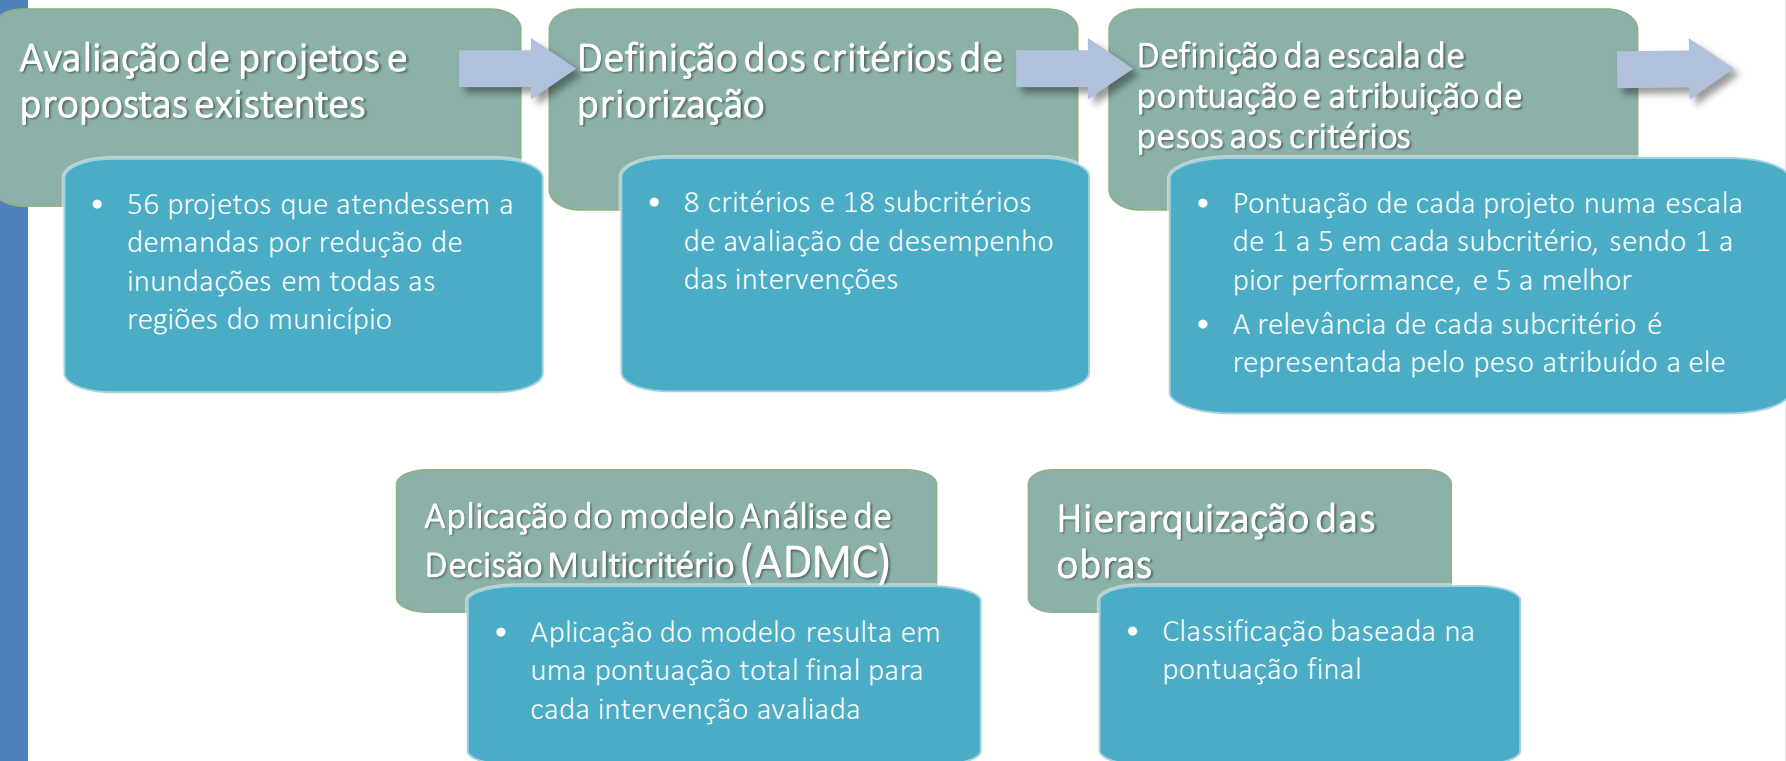 Avaliação de projetos e
propostas existentes
• 56 projetos que atendessem a
demandas por redução de
inundações em todas as
regiões do município
Definição dos critérios de
priorização
• 8 critérios e 18 subcritérios
de avaliação de desempenho
das intervenções
Definição da escala de
pontuação e atribuição de
pesos aos critérios
• Pontuação de cada projeto numa escala
de 1 a 5 em cada subcritério, sendo 1 a
pior performance, e 5 a melhor
• A relevância de cada subcritério é
representada pelo peso atribuído a ele
Aplicação do modelo Análise de
Decisão Multicritério (ADMC)
• Aplicação do modelo resulta em
uma pontuação total final para
cada intervenção avaliada
Hierarquização das
obras
• Classificação baseada na
pontuação final